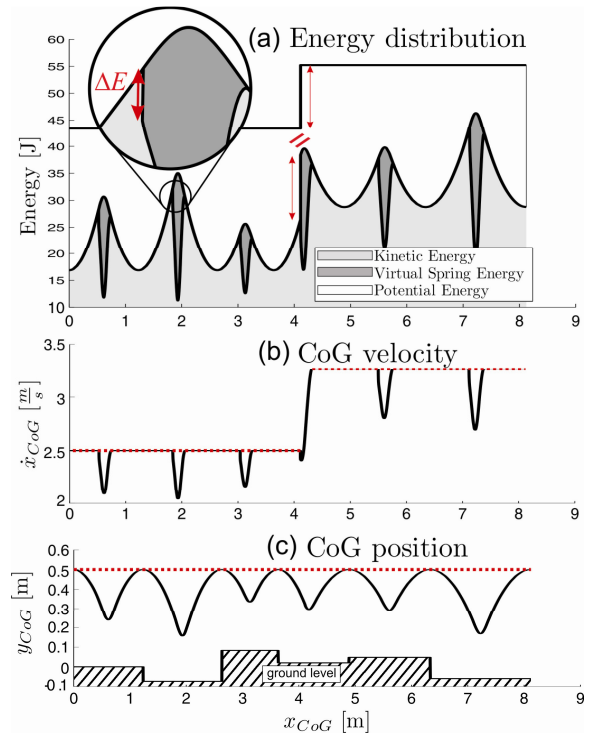 (a) Energy distribution
ΔE
Energy [J]
60
55
50
45
40
35
30
25
20
15
10
Kinetic Energy
Virtual Spring Energy
Potential Energy
0 1 2 3 4 5 6 7 8 9
(b) CoG velocity
ẋ_CoG [m/s]
3.5
3
2.5
2
0 1 2 3 4 5 6 7 8 9
(c) CoG position
y_CoG [m]
0.6
0.5
0.4
0.3
0.2
0.1
0
-0.1
ground level
0 1 2 3 4 5 6 7 8 9
x_CoG [m]